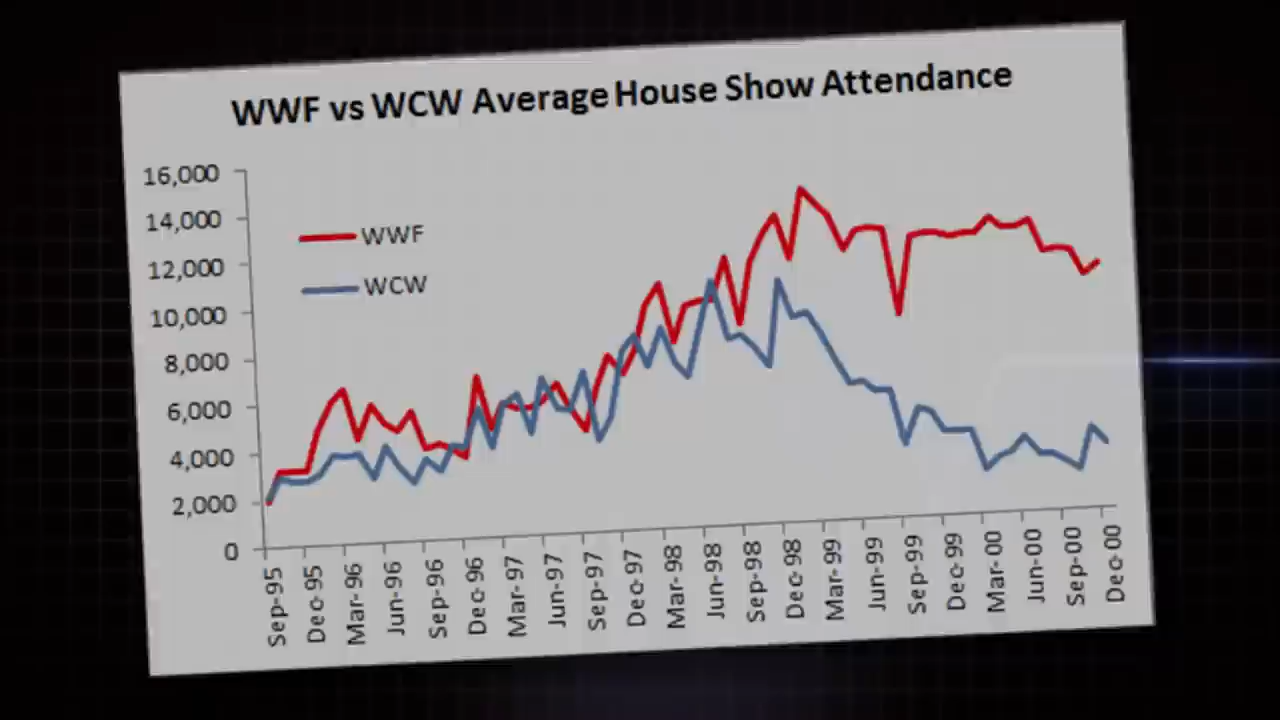 WWF vs WCW Average House Show Attendance
16,000
14,000
12,000
10,000
8,000
6,000
4,000
2,000
0
WWF
WCW
Sep-95
Dec-95
Mar-96
Jun-96
Sep-96
Dec-96
Mar-97
Jun-97
Sep-97
Dec-97
Mar-98
Jun-98
Sep-98
Dec-98
Mar-99
Jun-99
Sep-99
Dec-99
Mar-00
Jun-00
Sep-00
Dec-00